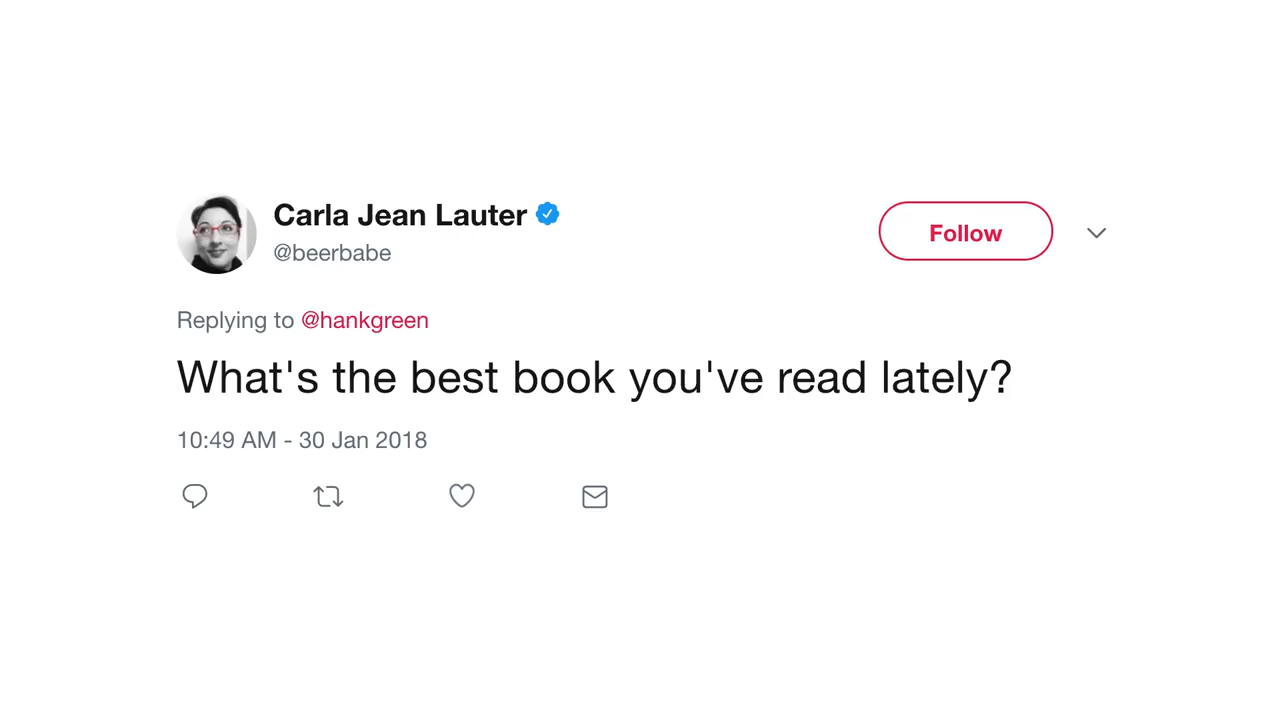 Carla Jean Lauter
@beerbabe
Follow
Replying to @hankgreen
What's the best book you've read lately?
10:49 AM - 30 Jan 2018